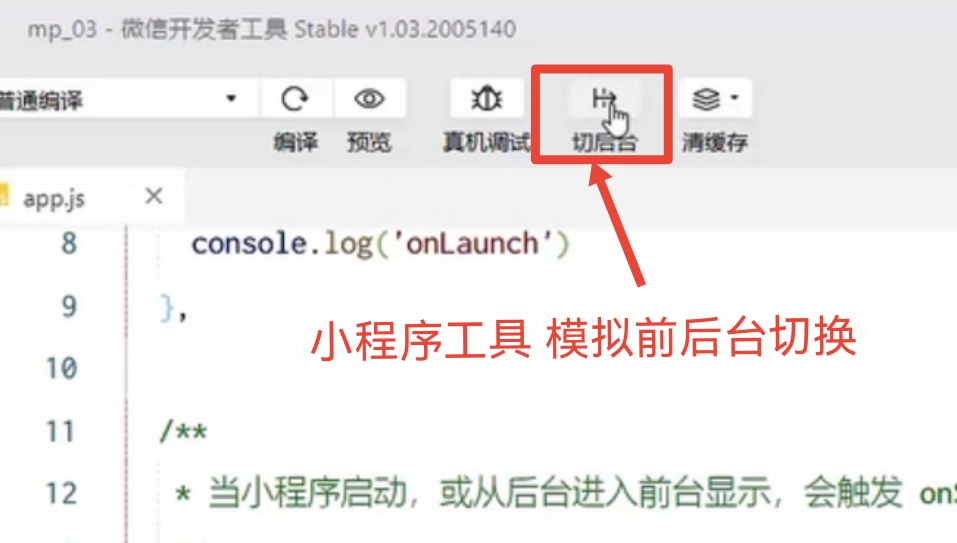 mp_03 - 微信开发者工具 Stable v1.03.2005140
普通编译
编译 预览 真机调试 切后台 清缓存
app.js
8 console.log('onLaunch')
9 },
小程序工具 模拟前后台切换
10
11 /**
12 * 当小程序启动，或从后台进入前台显示，会触发